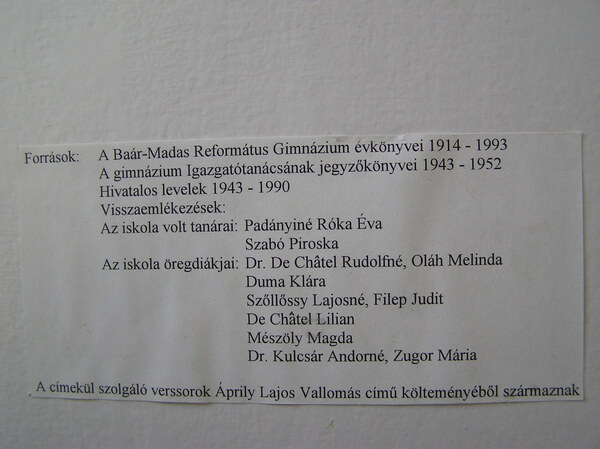 Források: A Baár-Madas Református Gimnázium évkönyvei 1914 - 1993
A gimnázium Igazgatótanácsának jegyzőkönyvei 1943 - 1952
Hivatalos levelek 1943 - 1990
Visszaemlékezések:
Az iskola volt tanárai: Padányiné Róka Éva
Szabó Piroska
Az iskola öregdiákjai: Dr. De Châtel Rudolfné, Oláh Melinda
Duma Klára
Szőllőssy Lajosné, Filep Judit
De Châtel Lilian
Mészöly Magda
Dr. Kulcsár Andorné, Zugor Mária
A címekül szolgáló verssorok Áprily Lajos Vallomás című költeményéből származnak